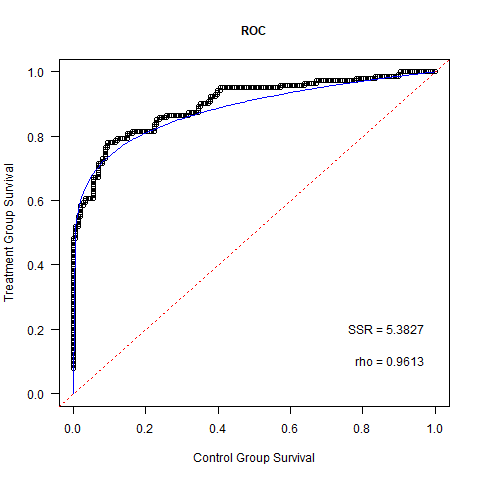 ROC
Treatment Group Survival
1.0
0.8
0.6
0.4
0.2
0.0
SSR = 5.3827
rho = 0.9613
0.0 0.2 0.4 0.6 0.8 1.0
Control Group Survival